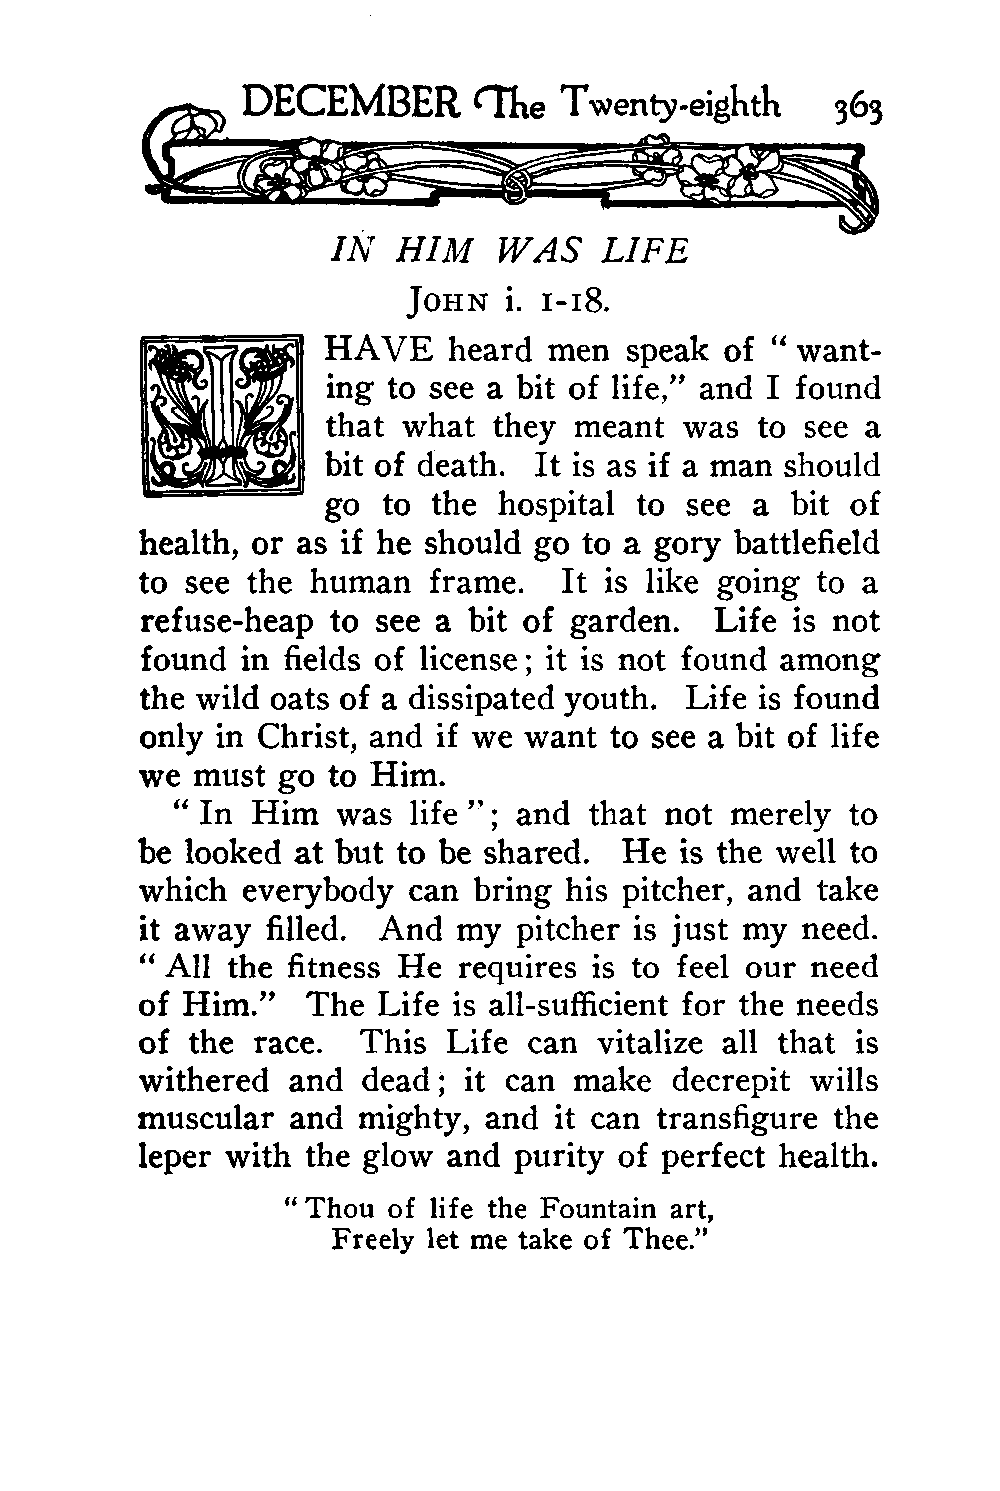 DECEMBER The Twenty-eighth 363
IN HIM WAS LIFE
JOHN i. 1-18.
I HAVE heard men speak of “ want-
ing to see a bit of life,” and I found
that what they meant was to see a
bit of death. It is as if a man should
go to the hospital to see a bit of
health, or as if he should go to a gory battlefield
to see the human frame. It is like going to a
refuse-heap to see a bit of garden. Life is not
found in fields of license; it is not found among
the wild oats of a dissipated youth. Life is found
only in Christ, and if we want to see a bit of life
we must go to Him.
“ In Him was life ”; and that not merely to
be looked at but to be shared. He is the well to
which everybody can bring his pitcher, and take
it away filled. And my pitcher is just my need.
“ All the fitness He requires is to feel our need
of Him.” The Life is all-sufficient for the needs
of the race. This Life can vitalize all that is
withered and dead; it can make decrepit wills
muscular and mighty, and it can transfigure the
leper with the glow and purity of perfect health.
“ Thou of life the Fountain art,
Freely let me take of Thee.”